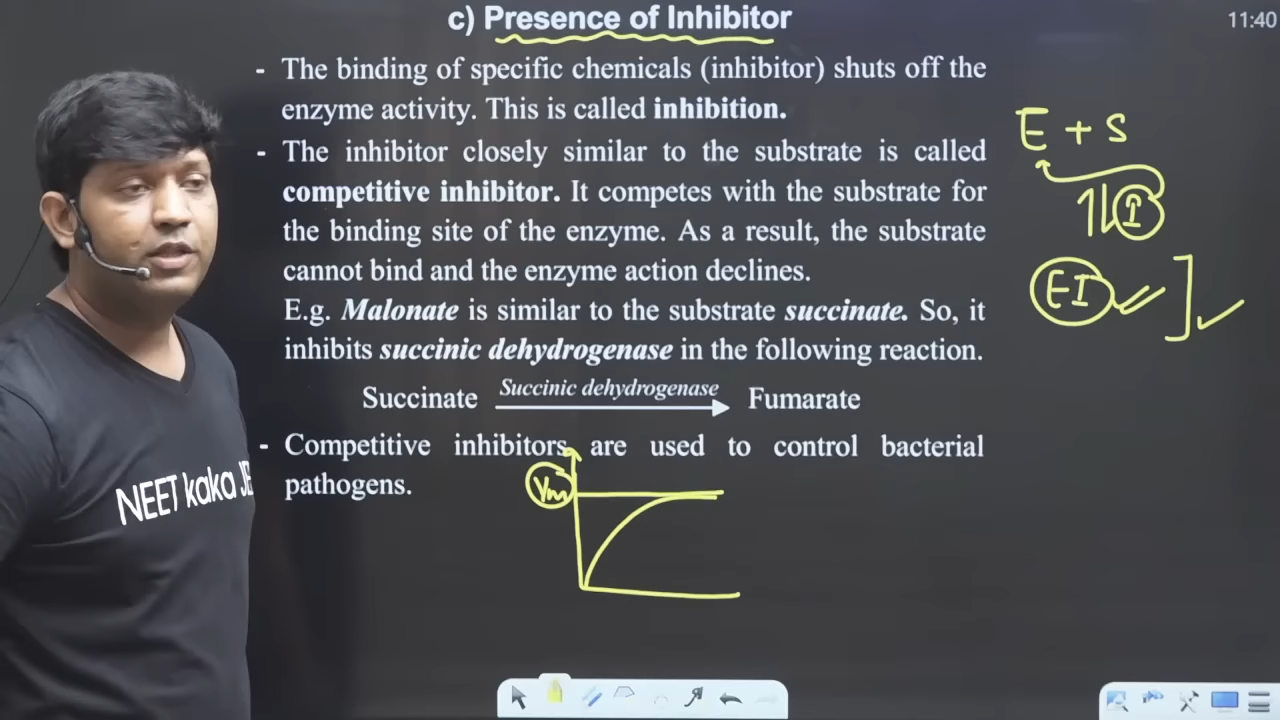 c) Presence of Inhibitor
11:40
- The binding of specific chemicals (inhibitor) shuts off the
enzyme activity. This is called inhibition.
- The inhibitor closely similar to the substrate is called
competitive inhibitor. It competes with the substrate for
the binding site of the enzyme. As a result, the substrate
cannot bind and the enzyme action declines.
E.g. Malonate is similar to the substrate succinate. So, it
inhibits succinic dehydrogenase in the following reaction.
Succinic dehydrogenase
Succinate Fumarate
- Competitive inhibitors are used to control bacterial
pathogens.
E + S
I
EI
Vm
NEET kaka JE